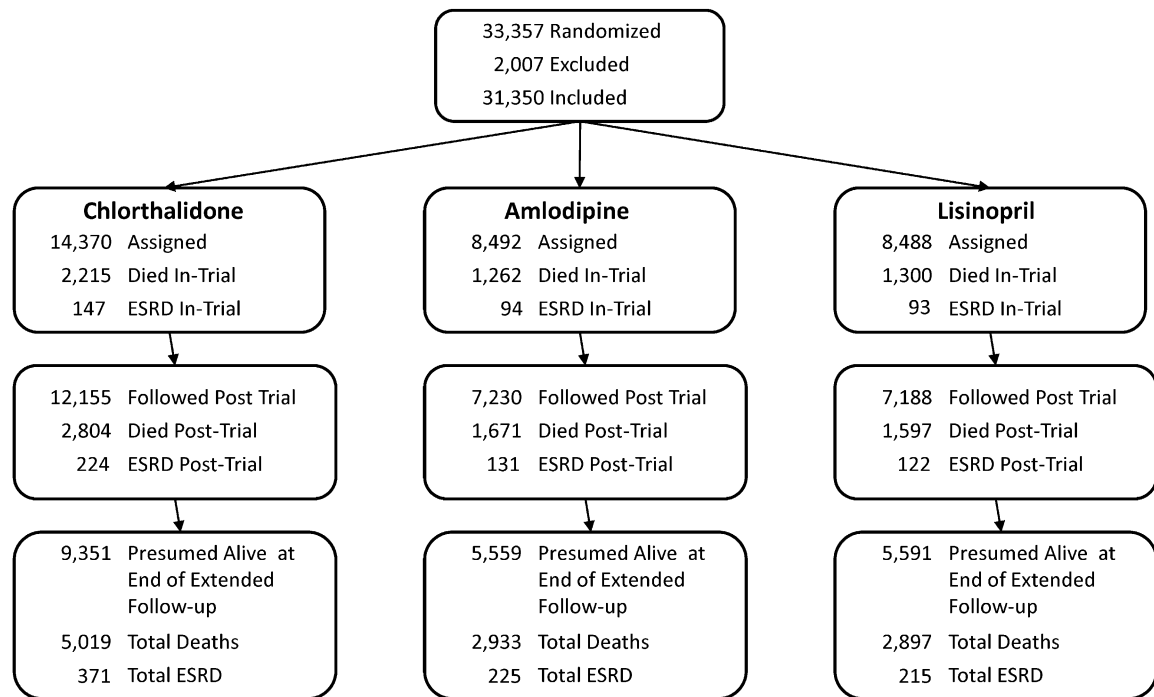 33,357 Randomized
2,007 Excluded
31,350 Included
Chlorthalidone
14,370 Assigned
2,215 Died In-Trial
147 ESRD In-Trial
Amlodipine
8,492 Assigned
1,262 Died In-Trial
94 ESRD In-Trial
Lisinopril
8,488 Assigned
1,300 Died In-Trial
93 ESRD In-Trial
12,155 Followed Post Trial
2,804 Died Post-Trial
224 ESRD Post-Trial
7,230 Followed Post Trial
1,671 Died Post-Trial
131 ESRD Post-Trial
7,188 Followed Post Trial
1,597 Died Post-Trial
122 ESRD Post-Trial
9,351 Presumed Alive at
End of Extended
Follow-up
5,019 Total Deaths
371 Total ESRD
5,559 Presumed Alive at
End of Extended
Follow-up
2,933 Total Deaths
225 Total ESRD
5,591 Presumed Alive at
End of Extended
Follow-up
2,897 Total Deaths
215 Total ESRD